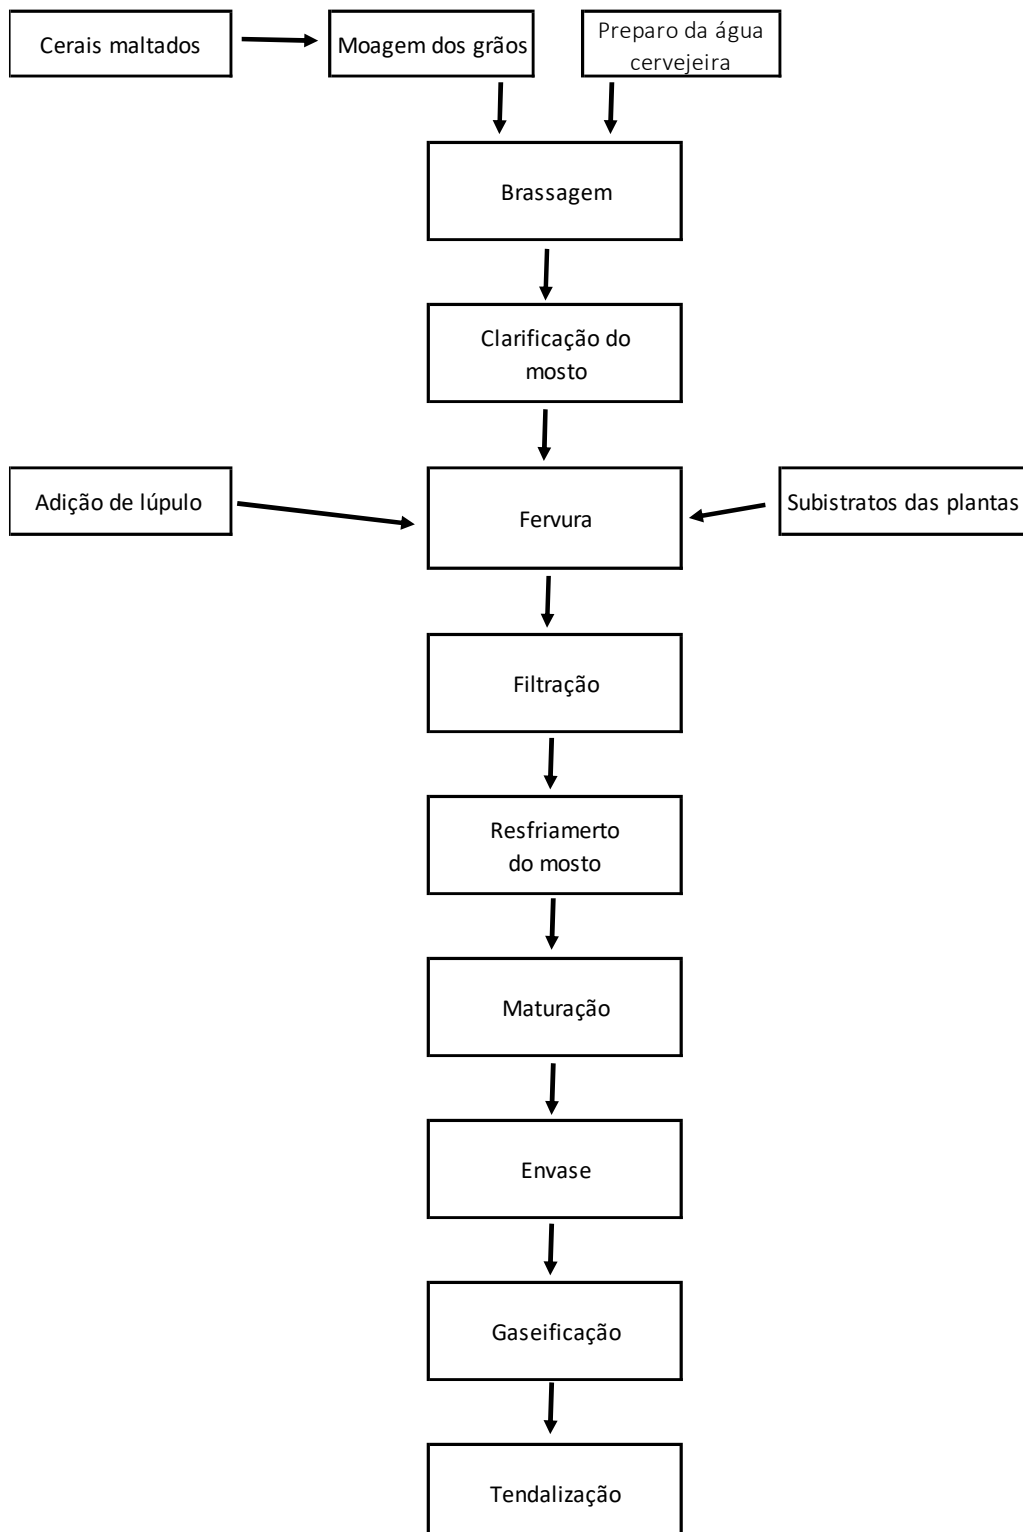 Cerais maltados
Moagem dos grãos
Preparo da água
cervejeira
Brassagem
Clarificação do
mosto
Adição de lúpulo
Fervura
Subistratos das plantas
Filtração
Resfriamerto
do mosto
Maturação
Envase
Gaseificação
Tendalização